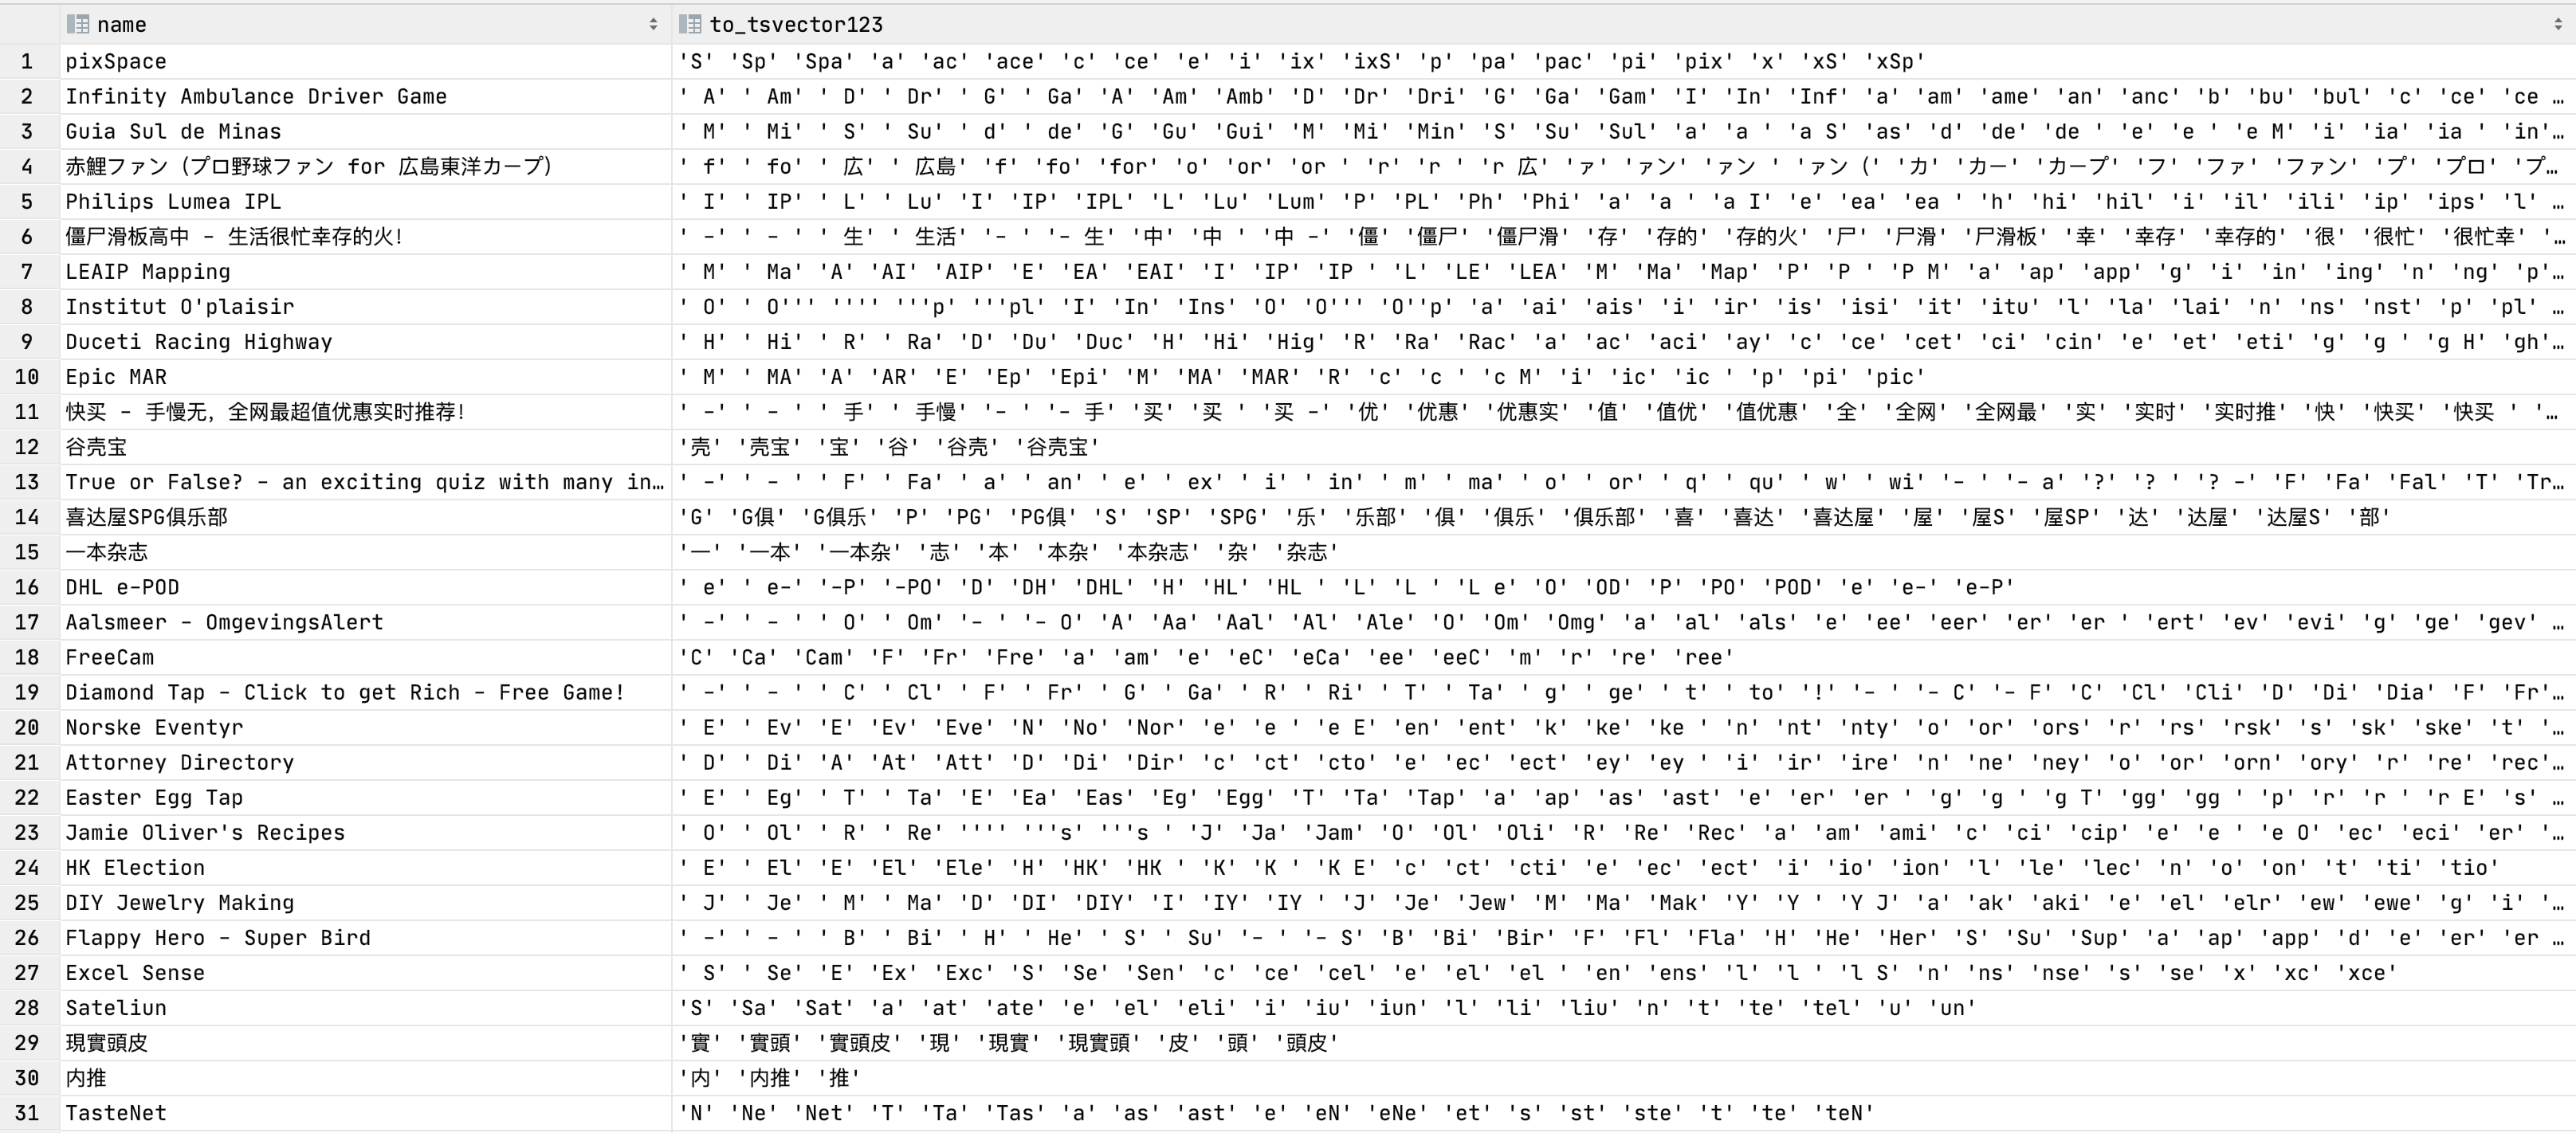 name to_tsvector123
1 pixSpace 'S' 'Sp' 'Spa' 'a' 'ac' 'ace' 'c' 'ce' 'e' 'i' 'ix' 'ixS' 'p' 'pa' 'pac' 'pi' 'pix' 'x' 'xS' 'xSp'
2 Infinity Ambulance Driver Game ' A' ' Am' ' D' ' Dr' ' G' ' Ga' 'A' 'Am' 'Amb' 'D' 'Dr' 'Dri' 'G' 'Ga' 'Gam' 'I' 'In' 'Inf' 'a' 'am' 'ame' 'an' 'anc' 'b' 'bu' 'bul' 'c' 'ce' 'ce …
3 Guia Sul de Minas ' M' ' Mi' ' S' ' Su' ' d' ' de' 'G' 'Gu' 'Gui' 'M' 'Mi' 'Min' 'S' 'Su' 'Sul' 'a' 'a ' 'a S' 'as' 'd' 'de' 'de ' 'e' 'e ' 'e M' 'i' 'ia' 'ia ' 'in'…
4 赤鯉ファン（プロ野球ファン for 広島東洋カープ） ' f' ' fo' ' 広' ' 広島' 'f' 'fo' 'for' 'o' 'or' 'or ' 'r' 'r ' 'r 広' 'ァ' 'ァン' 'ァン ' 'ァン（' 'カ' 'カー' 'カープ' 'フ' 'ファ' 'ファン' 'プ' 'プロ' 'プ…
5 Philips Lumea IPL ' I' ' IP' ' L' ' Lu' 'I' 'IP' 'IPL' 'L' 'Lu' 'Lum' 'P' 'PL' 'Ph' 'Phi' 'a' 'a ' 'a I' 'e' 'ea' 'ea ' 'h' 'hi' 'hil' 'i' 'il' 'ili' 'ip' 'ips' 'l' …
6 僵尸滑板高中 - 生活很忙幸存的火! ' -' ' - ' ' 生' ' 生活' '- ' '- 生' '中' '中 ' '中 -' '僵' '僵尸' '僵尸滑' '存' '存的' '存的火' '尸' '尸滑' '尸滑板' '幸' '幸存' '幸存的' '很' '很忙' '很忙幸' '…
7 LEAIP Mapping ' M' ' Ma' 'A' 'AI' 'AIP' 'E' 'EA' 'EAI' 'I' 'IP' 'IP ' 'L' 'LE' 'LEA' 'M' 'Ma' 'Map' 'P' 'P ' 'P M' 'a' 'ap' 'app' 'g' 'i' 'in' 'ing' 'n' 'ng' 'p'…
8 Institut O'plaisir ' O' ' O''' '''' '''p' '''pl' 'I' 'In' 'Ins' 'O' 'O''' 'O''p' 'a' 'ai' 'ais' 'i' 'ir' 'is' 'isi' 'it' 'itu' 'l' 'la' 'lai' 'n' 'ns' 'nst' 'p' 'pl' …
9 Duceti Racing Highway ' H' ' Hi' ' R' ' Ra' 'D' 'Du' 'Duc' 'H' 'Hi' 'Hig' 'R' 'Ra' 'Rac' 'a' 'ac' 'aci' 'ay' 'c' 'ce' 'cet' 'ci' 'cin' 'e' 'et' 'eti' 'g' 'g ' 'g H' 'gh'…
10 Epic MAR ' M' ' MA' 'A' 'AR' 'E' 'Ep' 'Epi' 'M' 'MA' 'MAR' 'R' 'c' 'c ' 'c M' 'i' 'ic' 'ic ' 'p' 'pi' 'pic'
11 快买 - 手慢无，全网最超值优惠实时推荐! ' -' ' - ' ' 手' ' 手慢' '- ' '- 手' '买' '买 ' '买 -' '优' '优惠' '优惠实' '值' '值优' '值优惠' '全' '全网' '全网最' '实' '实时' '实时推' '快' '快买' '快买 ' '…
12 谷壳宝 '壳' '壳宝' '宝' '谷' '谷壳' '谷壳宝'
13 True or False? - an exciting quiz with many in… ' -' ' - ' ' F' ' Fa' ' a' ' an' ' e' ' ex' ' i' ' in' ' m' ' ma' ' o' ' or' ' q' ' qu' ' w' ' wi' '- ' '- a' '?' '? ' '? -' 'F' 'Fa' 'Fal' 'T' 'Tr…
14 喜达屋SPG俱乐部 'G' 'G俱' 'G俱乐' 'P' 'PG' 'PG俱' 'S' 'SP' 'SPG' '乐' '乐部' '俱' '俱乐' '俱乐部' '喜' '喜达' '喜达屋' '屋' '屋S' '屋SP' '达' '达屋' '达屋S' '部'
15 一本杂志 '一' '一本' '一本杂' '志' '本' '本杂' '本杂志' '杂' '杂志'
16 DHL e-POD ' e' ' e-' '-P' '-PO' 'D' 'DH' 'DHL' 'H' 'HL' 'HL ' 'L' 'L ' 'L e' 'O' 'OD' 'P' 'PO' 'POD' 'e' 'e-' 'e-P'
17 Aalsmeer - OmgevingsAlert ' -' ' - ' ' O' ' Om' '- ' '- O' 'A' 'Aa' 'Aal' 'Al' 'Ale' 'O' 'Om' 'Omg' 'a' 'al' 'als' 'e' 'ee' 'eer' 'er' 'er ' 'ert' 'ev' 'evi' 'g' 'ge' 'gev' …
18 FreeCam 'C' 'Ca' 'Cam' 'F' 'Fr' 'Fre' 'a' 'am' 'e' 'eC' 'eCa' 'ee' 'eeC' 'm' 'r' 're' 'ree'
19 Diamond Tap - Click to get Rich - Free Game! ' -' ' - ' ' C' ' Cl' ' F' ' Fr' ' G' ' Ga' ' R' ' Ri' ' T' ' Ta' ' g' ' ge' ' t' ' to' '!' '- ' '- C' '- F' 'C' 'Cl' 'Cli' 'D' 'Di' 'Dia' 'F' 'Fr'…
20 Norske Eventyr ' E' ' Ev' 'E' 'Ev' 'Eve' 'N' 'No' 'Nor' 'e' 'e ' 'e E' 'en' 'ent' 'k' 'ke' 'ke ' 'n' 'nt' 'nty' 'o' 'or' 'ors' 'r' 'rs' 'rsk' 's' 'sk' 'ske' 't' '…
21 Attorney Directory ' D' ' Di' 'A' 'At' 'Att' 'D' 'Di' 'Dir' 'c' 'ct' 'cto' 'e' 'ec' 'ect' 'ey' 'ey ' 'i' 'ir' 'ire' 'n' 'ne' 'ney' 'o' 'or' 'orn' 'ory' 'r' 're' 'rec'…
22 Easter Egg Tap ' E' ' Eg' ' T' ' Ta' 'E' 'Ea' 'Eas' 'Eg' 'Egg' 'T' 'Ta' 'Tap' 'a' 'ap' 'as' 'ast' 'e' 'er' 'er ' 'g' 'g ' 'g T' 'gg' 'gg ' 'p' 'r' 'r ' 'r E' 's' …
23 Jamie Oliver's Recipes ' O' ' Ol' ' R' ' Re' '''' '''s' '''s ' 'J' 'Ja' 'Jam' 'O' 'Ol' 'Oli' 'R' 'Re' 'Rec' 'a' 'am' 'ami' 'c' 'ci' 'cip' 'e' 'e ' 'e O' 'ec' 'eci' 'er' '…
24 HK Election ' E' ' El' 'E' 'El' 'Ele' 'H' 'HK' 'HK ' 'K' 'K ' 'K E' 'c' 'ct' 'cti' 'e' 'ec' 'ect' 'i' 'io' 'ion' 'l' 'le' 'lec' 'n' 'o' 'on' 't' 'ti' 'tio'
25 DIY Jewelry Making ' J' ' Je' ' M' ' Ma' 'D' 'DI' 'DIY' 'I' 'IY' 'IY ' 'J' 'Je' 'Jew' 'M' 'Ma' 'Mak' 'Y' 'Y ' 'Y J' 'a' 'ak' 'aki' 'e' 'el' 'elr' 'ew' 'ewe' 'g' 'i' '…
26 Flappy Hero - Super Bird ' -' ' - ' ' B' ' Bi' ' H' ' He' ' S' ' Su' '- ' '- S' 'B' 'Bi' 'Bir' 'F' 'Fl' 'Fla' 'H' 'He' 'Her' 'S' 'Su' 'Sup' 'a' 'ap' 'app' 'd' 'e' 'er' 'er …
27 Excel Sense ' S' ' Se' 'E' 'Ex' 'Exc' 'S' 'Se' 'Sen' 'c' 'ce' 'cel' 'e' 'el' 'el ' 'en' 'ens' 'l' 'l ' 'l S' 'n' 'ns' 'nse' 's' 'se' 'x' 'xc' 'xce'
28 Sateliun 'S' 'Sa' 'Sat' 'a' 'at' 'ate' 'e' 'el' 'eli' 'i' 'iu' 'iun' 'l' 'li' 'liu' 'n' 't' 'te' 'tel' 'u' 'un'
29 現實頭皮 '實' '實頭' '實頭皮' '現' '現實' '現實頭' '皮' '頭' '頭皮'
30 内推 '内' '内推' '推'
31 TasteNet 'N' 'Ne' 'Net' 'T' 'Ta' 'Tas' 'a' 'as' 'ast' 'e' 'eN' 'eNe' 'et' 's' 'st' 'ste' 't' 'te' 'teN'